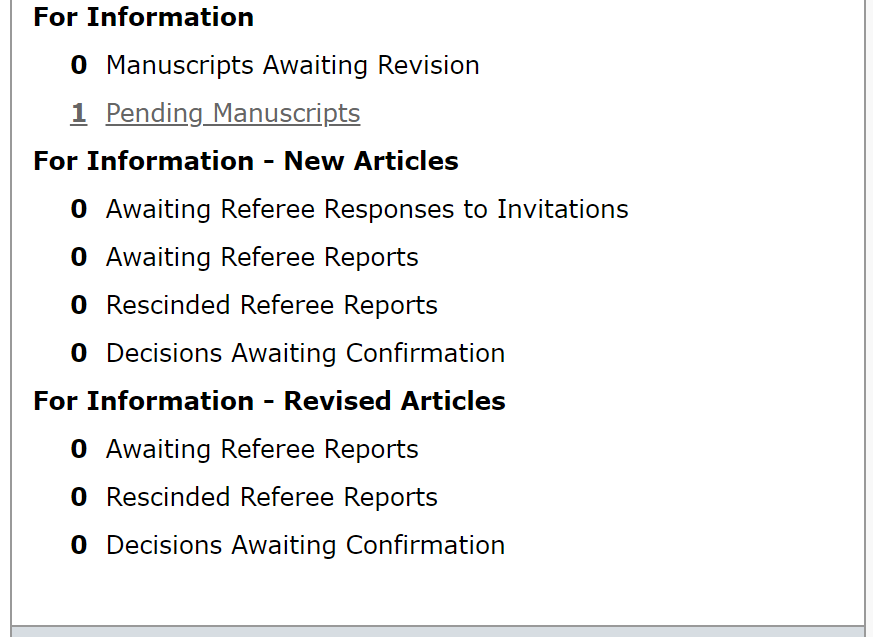 For Information
0 Manuscripts Awaiting Revision
1 Pending Manuscripts
For Information - New Articles
0 Awaiting Referee Responses to Invitations
0 Awaiting Referee Reports
0 Rescinded Referee Reports
0 Decisions Awaiting Confirmation
For Information - Revised Articles
0 Awaiting Referee Reports
0 Rescinded Referee Reports
0 Decisions Awaiting Confirmation